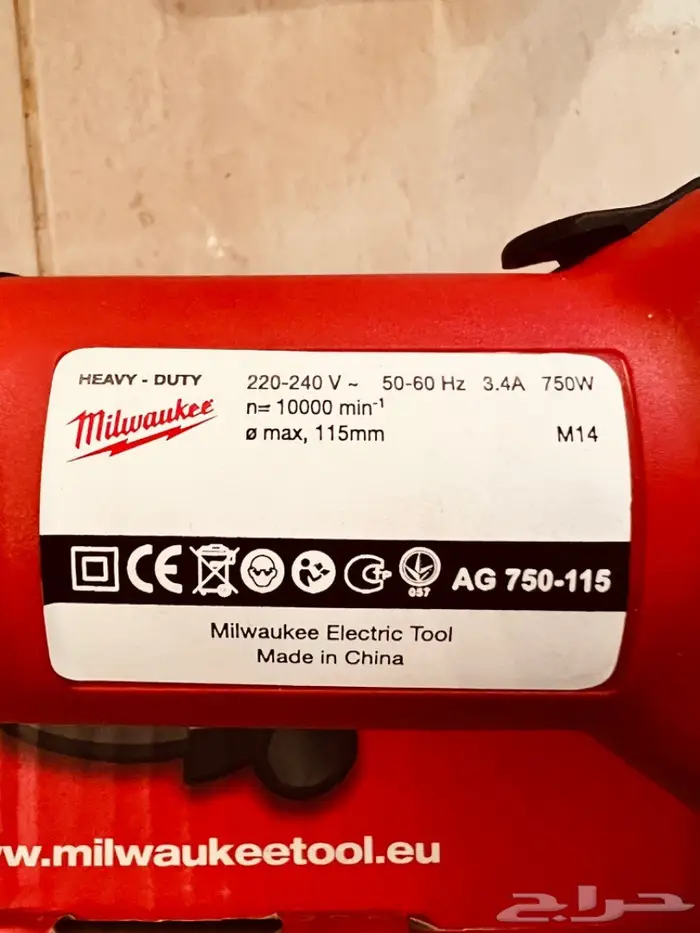 HEAVY - DUTY
Milwaukee
220-240 V ~ 50-60 Hz 3.4A 750W
n= 10000 min⁻¹
ø max, 115mm M14
CE
057
AG 750-115
Milwaukee Electric Tool
Made in China
w.milwaukeetool.eu
حراج